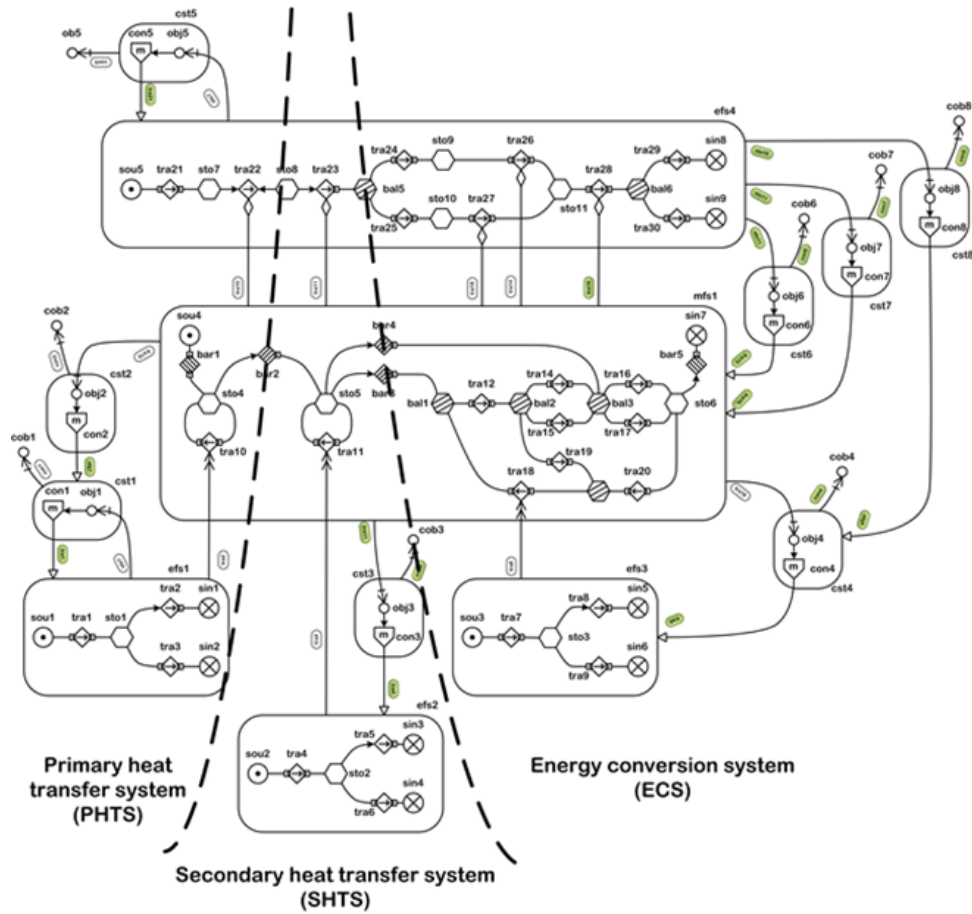 cst5
ob5
con5
obj5
m
efs4
cob8
tra24
sto9
tra26
tra29
sin8
sou5
tra21
sto7
tra22
sto8
tra23
bal5
tra28
bal6
sto10
tra27
sto11
sin9
tra25
tra30
cob7
obj8
m
con8
cst8
cob6
obj7
m
con7
cst7
obj6
m
con6
cst6
mfs1
cob2
sou4
bar4
sin7
bar1
bar2
bar5
cst2
obj2
m
con2
sto4
sto5
bal1
tra12
tra14
bal2
tra16
bal3
sto6
tra15
tra17
cob1
tra10
tra11
tra19
tra18
tra20
cob4
cst1
con1
obj1
m
obj4
m
con4
cst4
cob3
cst3
obj3
m
con3
efs1
tra2
sin1
sou1
tra1
sto1
tra3
sin2
efs3
tra8
sin5
sou3
tra7
sto3
tra9
sin6
efs2
tra5
sin3
sou2
tra4
sto2
tra6
sin4
Primary heat
transfer system
(PHTS)
Energy conversion system
(ECS)
Secondary heat transfer system
(SHTS)